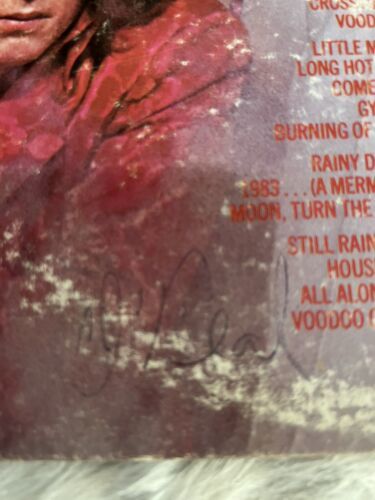 CROSS
VOOD
LITTLE M
LONG HOT
COME
GY
BURNING OF
RAINY D
1983...(A MERM
MOON, TURN THE
STILL RAIN
HOUS
ALL ALON
VOODOO (